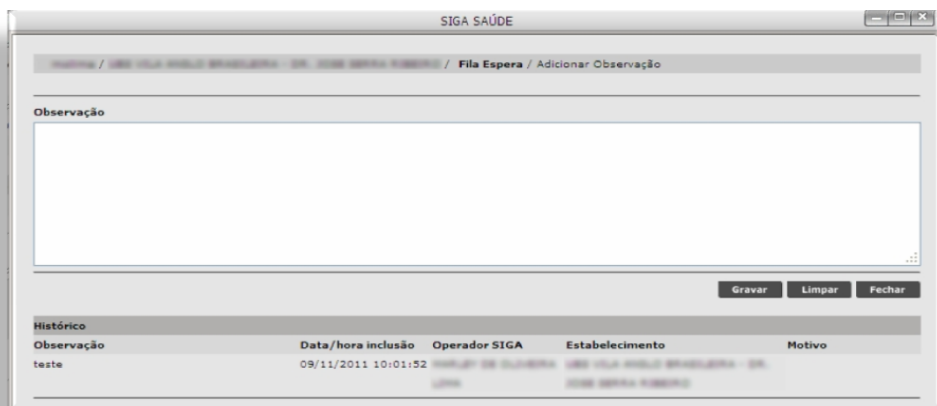 SIGA SAÚDE
/ / Fila Espera / Adicionar Observação
Observação
Gravar Limpar Fechar
Histórico
Observação Data/hora inclusão Operador SIGA Estabelecimento Motivo
teste 09/11/2011 10:01:52